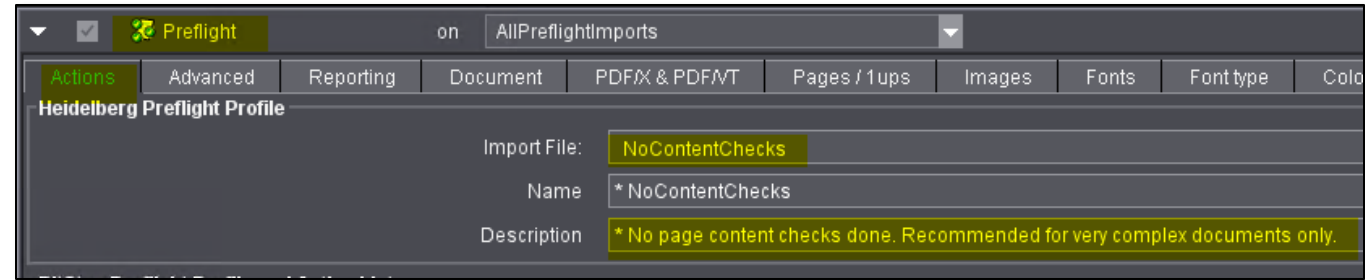 Preflight on AllPreflightImports
Actions Advanced Reporting Document PDF/X & PDF/VT Pages / 1ups Images Fonts Font type Colo
Heidelberg Preflight Profile
Import File: NoContentChecks
Name * NoContentChecks
Description * No page content checks done. Recommended for very complex documents only.